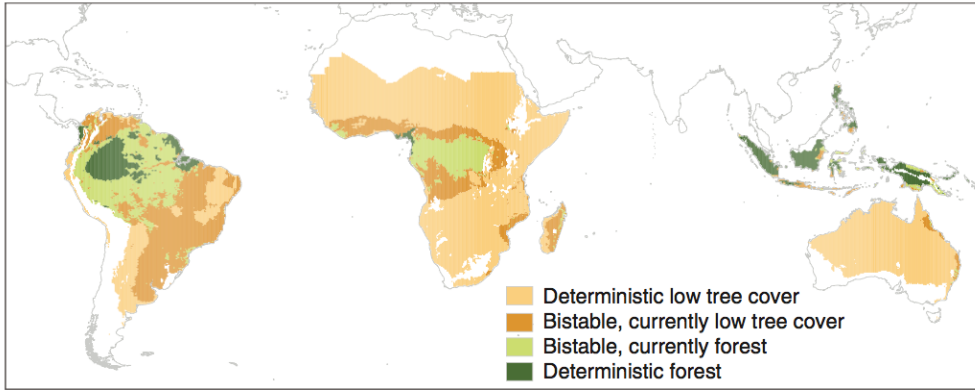 Deterministic low tree cover
Bistable, currently low tree cover
Bistable, currently forest
Deterministic forest